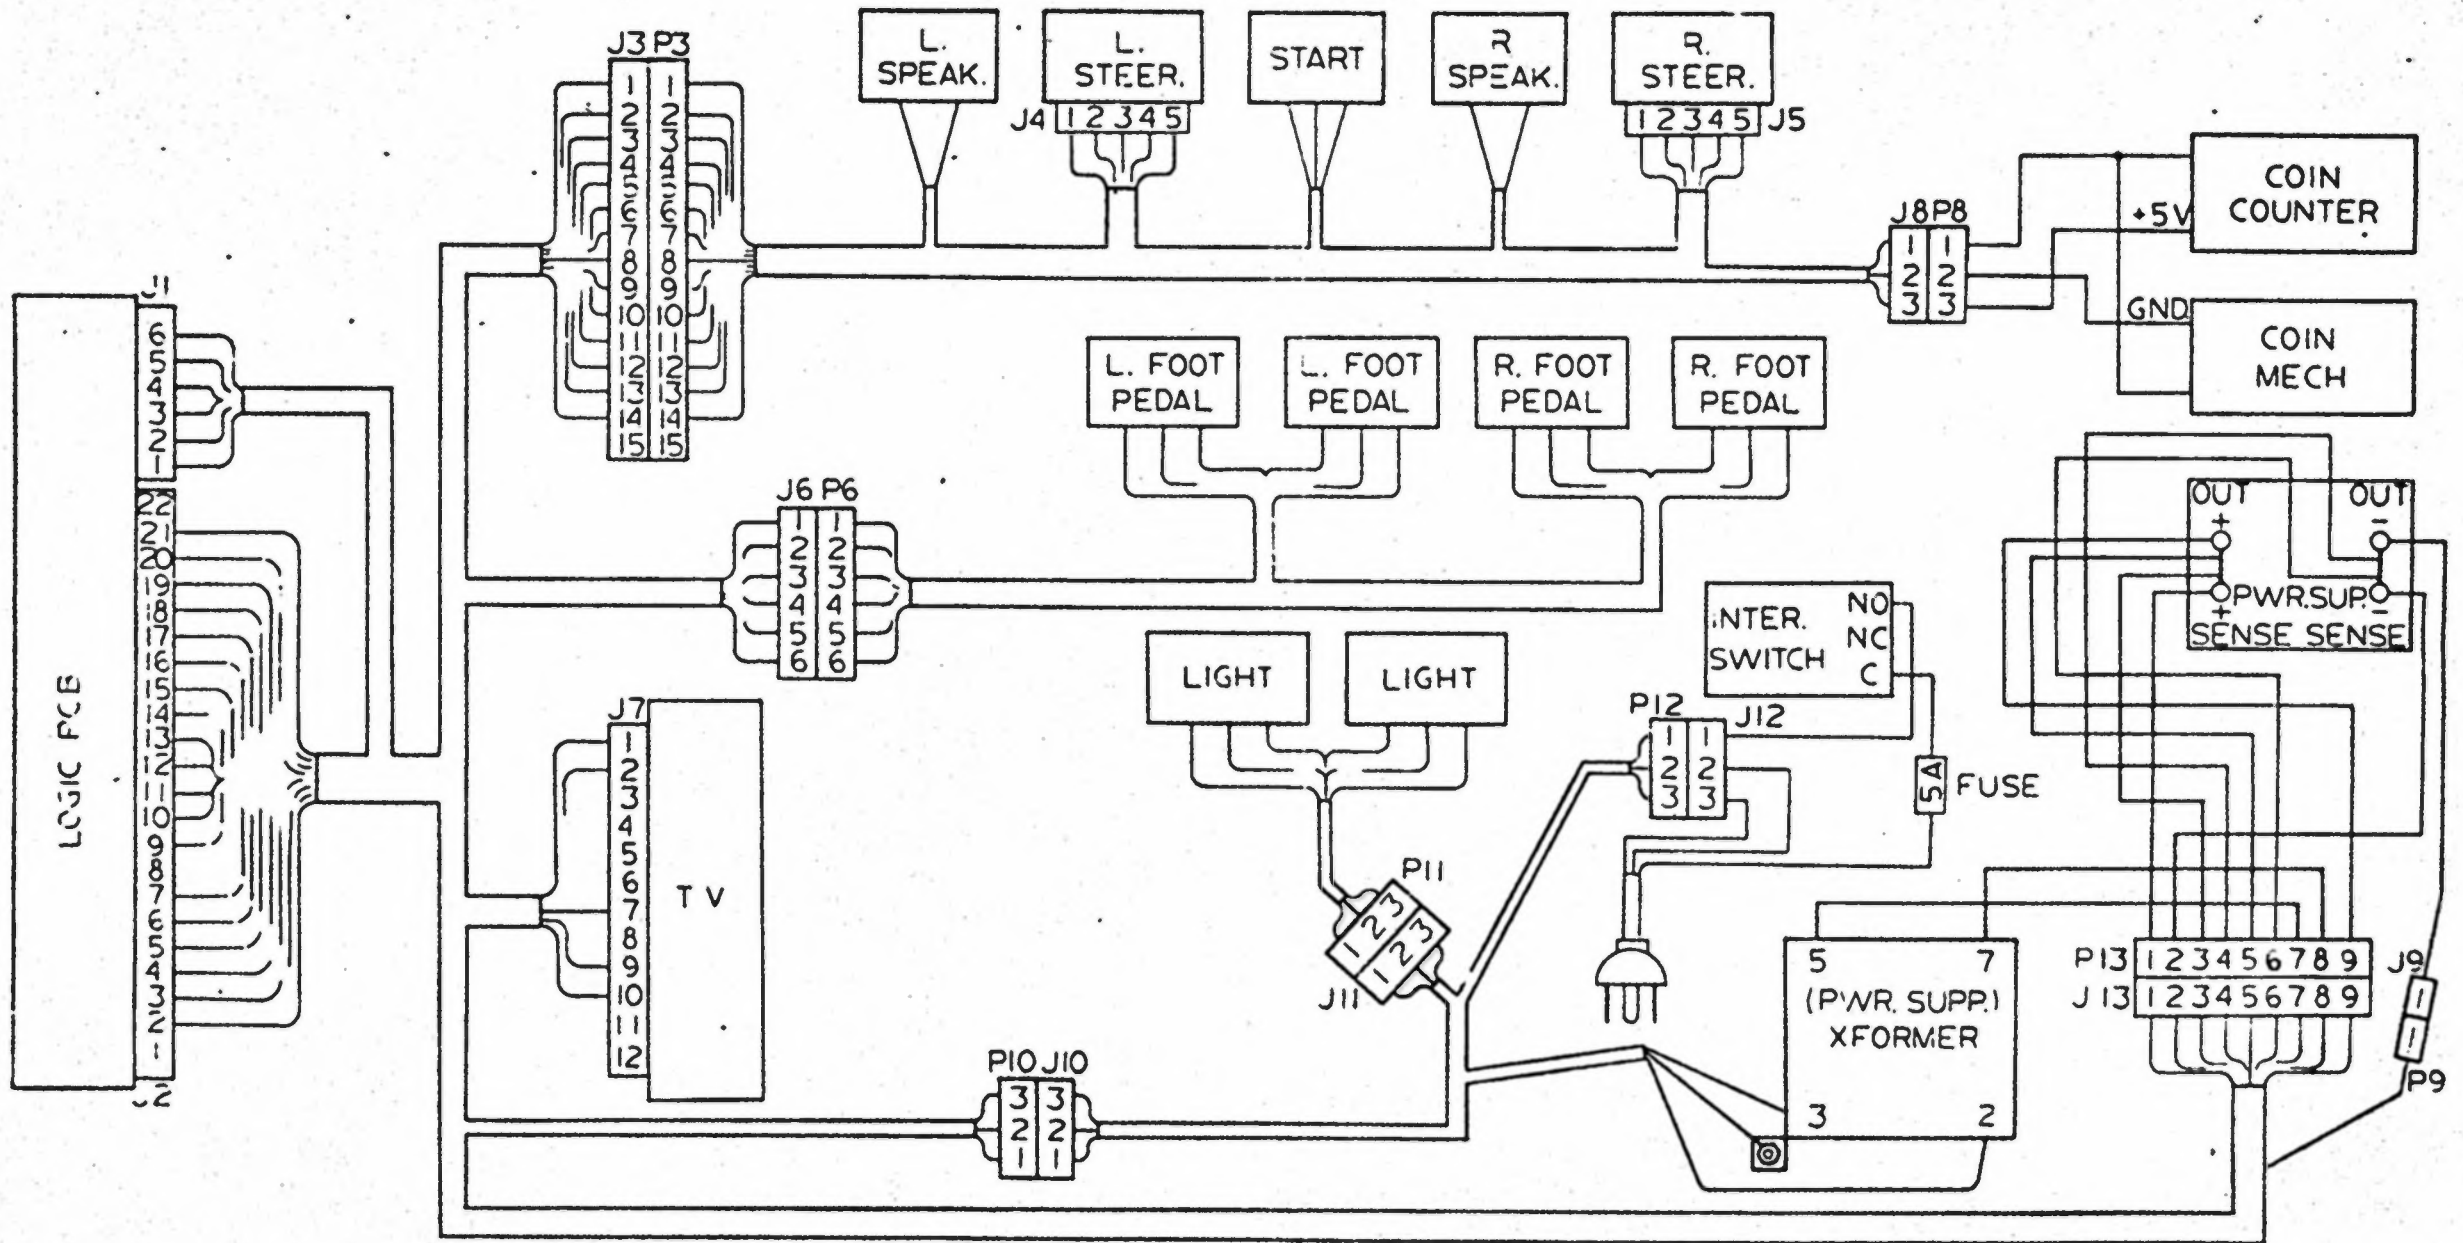 J3 P3
1 1
2 2
3 3
4 4
5 5
6 6
7 7
8 8
9 9
10 10
11 11
12 12
13 13
14 14
15 15
L.
SPEAK.
L.
STEER.
J4 1 2 3 4 5
START
R
SPEAK.
R.
STEER.
1 2 3 4 5 J5
J8 P8
1 1
2 2
3 3
+5V
COIN
COUNTER
GND
COIN
MECH
J1
6
5
4
3
2
1
22
21
20
19
18
17
16
15
14
13
12
11
10
9
8
7
6
5
4
3
2
1
J2
LOGIC PCB
L. FOOT
PEDAL
L. FOOT
PEDAL
R. FOOT
PEDAL
R. FOOT
PEDAL
J6 P6
1 1
2 2
3 3
4 4
5 5
6 6
OUT OUT
+ -
PWR.SUP.
+ -
SENSE SENSE
INTER.
SWITCH
NO
NC
C
LIGHT
LIGHT
P12 J12
1 1
2 2
3 3
5A
FUSE
J7
1
2
3
4
5
6
7
8
9
10
11
12
TV
P11
1 2 3
1 2 3
J11
P10 J10
3 3
2 2
1 1
5 7
(PWR. SUPP.)
XFORMER
3 2
P13 1 2 3 4 5 6 7 8 9
J13 1 2 3 4 5 6 7 8 9
J9
1
1
P9